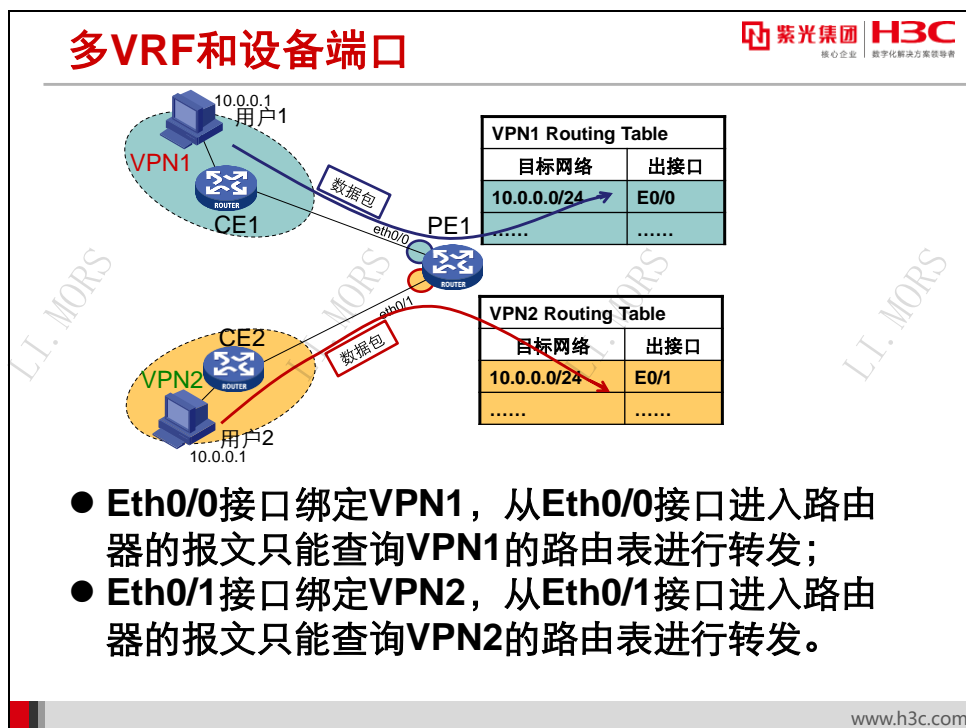 多VRF和设备端口
紫光集团 H3C
核心企业 数字化解决方案领导者
10.0.0.1
用户1
VPN1
ROUTER
CE1
数据包
eth0/0
PE1
ROUTER
VPN1 Routing Table
目标网络 出接口
10.0.0.0/24 E0/0
…… ……
eth0/1
CE2
ROUTER
数据包
VPN2
用户2
10.0.0.1
VPN2 Routing Table
目标网络 出接口
10.0.0.0/24 E0/1
…… ……
LI. MORS
LI. MORS
LI. MORS
LI. MORS
● Eth0/0接口绑定VPN1，从Eth0/0接口进入路由
器的报文只能查询VPN1的路由表进行转发；
● Eth0/1接口绑定VPN2，从Eth0/1接口进入路由
器的报文只能查询VPN2的路由表进行转发。
www.h3c.com